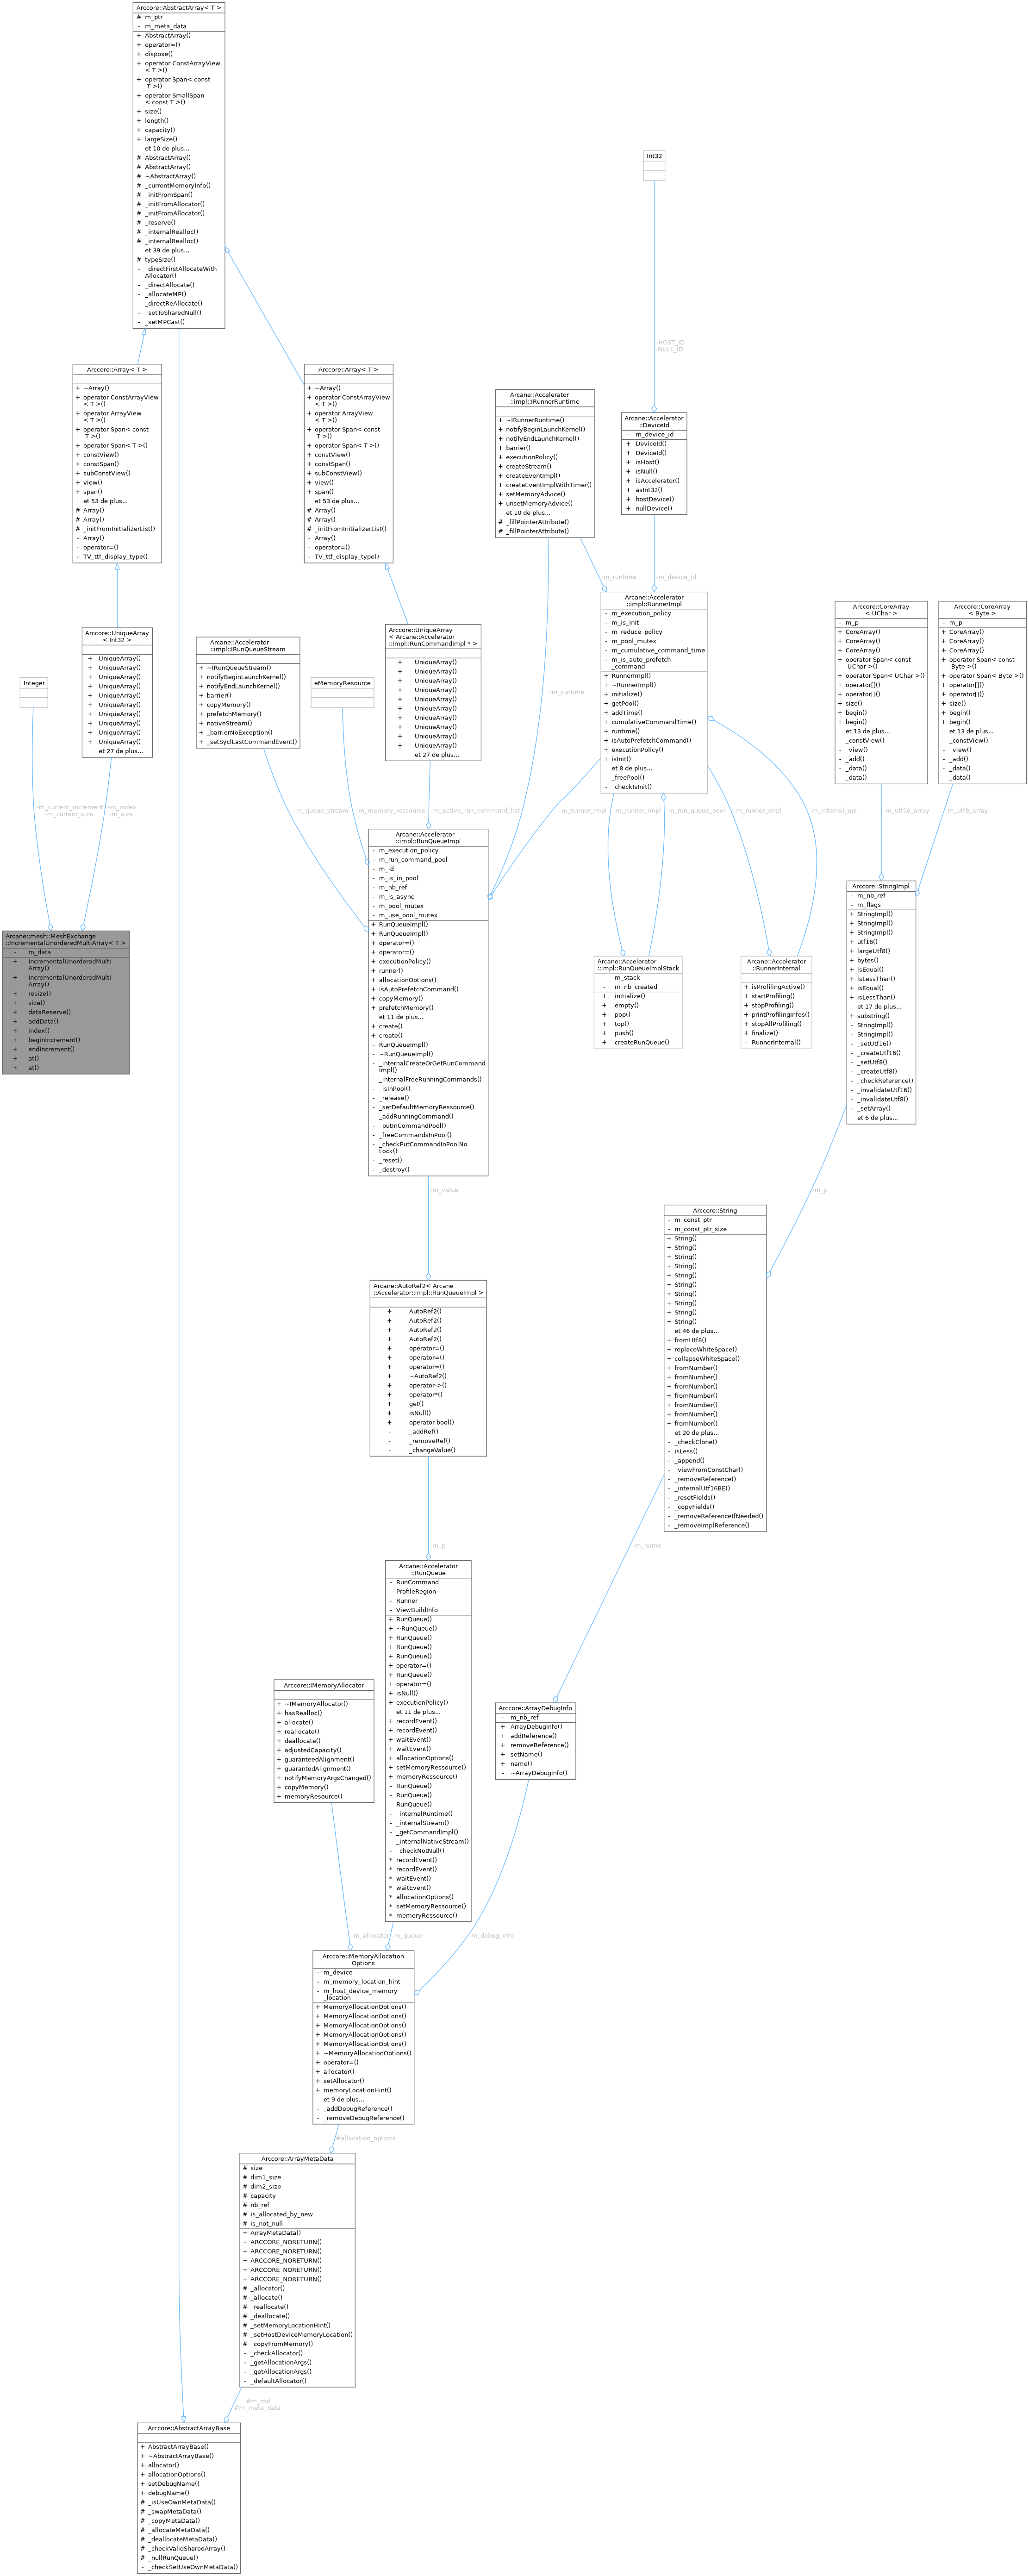 Arccore::AbstractArray< T >
# m_ptr
- m_meta_data
+ AbstractArray()
+ operator=()
+ dispose()
+ operator ConstArrayView
< T >()
+ operator Span< const
 T >()
+ operator SmallSpan
< const T >()
+ size()
+ length()
+ capacity()
+ largeSize()
et 10 de plus...
# AbstractArray()
# AbstractArray()
# ~AbstractArray()
# _currentMemoryInfo()
# _initFromSpan()
# _initFromAllocator()
# _initFromAllocator()
# _reserve()
# _internalRealloc()
# _internalRealloc()
et 39 de plus...
# typeSize()
- _directFirstAllocateWith
Allocator()
- _directAllocate()
- _allocateMP()
- _directReAllocate()
- _setToSharedNull()
- _setMPCast()
Int32
-HOST_ID
-NULL_ID
Arccore::Array< T >
+ ~Array()
+ operator ConstArrayView
< T >()
+ operator ArrayView
< T >()
+ operator Span< const
 T >()
+ operator Span< T >()
+ constView()
+ constSpan()
+ subConstView()
+ view()
+ span()
et 53 de plus...
# Array()
# Array()
# _initFromInitializerList()
- Array()
- operator=()
- TV_ttf_display_type()
Arccore::Array< T >
+ ~Array()
+ operator ConstArrayView
< T >()
+ operator ArrayView
< T >()
+ operator Span< const
 T >()
+ operator Span< T >()
+ constView()
+ constSpan()
+ subConstView()
+ view()
+ span()
et 53 de plus...
# Array()
# Array()
# _initFromInitializerList()
- Array()
- operator=()
- TV_ttf_display_type()
Arcane::Accelerator
::impl::IRunnerRuntime
+ ~IRunnerRuntime()
+ notifyBeginLaunchKernel()
+ notifyEndLaunchKernel()
+ barrier()
+ executionPolicy()
+ createStream()
+ createEventImpl()
+ createEventImplWithTimer()
+ setMemoryAdvice()
+ unsetMemoryAdvice()
et 10 de plus...
# _fillPointerAttribute()
# _fillPointerAttribute()
Arcane::Accelerator
::DeviceId
- m_device_id
+ DeviceId()
+ DeviceId()
+ isHost()
+ isNull()
+ isAccelerator()
+ asInt32()
+ hostDevice()
+ nullDevice()
-m_runtime
-m_device_id
Arccore::UniqueArray
< Int32 >
+ UniqueArray()
+ UniqueArray()
+ UniqueArray()
+ UniqueArray()
+ UniqueArray()
+ UniqueArray()
+ UniqueArray()
+ UniqueArray()
+ UniqueArray()
+ UniqueArray()
et 27 de plus...
Integer
Arcane::Accelerator
::impl::IRunQueueStream
+ ~IRunQueueStream()
+ notifyBeginLaunchKernel()
+ notifyEndLaunchKernel()
+ barrier()
+ copyMemory()
+ prefetchMemory()
+ nativeStream()
+ _barrierNoException()
+ _setSyclLastCommandEvent()
eMemoryResource
Arccore::UniqueArray
< Arcane::Accelerator
::impl::RunCommandImpl * >
+ UniqueArray()
+ UniqueArray()
+ UniqueArray()
+ UniqueArray()
+ UniqueArray()
+ UniqueArray()
+ UniqueArray()
+ UniqueArray()
+ UniqueArray()
+ UniqueArray()
et 27 de plus...
-m_runtime
Arcane::Accelerator
::impl::RunnerImpl
- m_execution_policy
- m_is_init
- m_reduce_policy
- m_pool_mutex
- m_cumulative_command_time
- m_is_auto_prefetch
_command
+ RunnerImpl()
+ ~RunnerImpl()
+ initialize()
+ getPool()
+ addTime()
+ cumulativeCommandTime()
+ runtime()
+ isAutoPrefetchCommand()
+ executionPolicy()
+ isInit()
et 8 de plus...
- _freePool()
- _checkIsInit()
Arccore::CoreArray
< UChar >
- m_p
+ CoreArray()
+ CoreArray()
+ CoreArray()
+ operator Span< const
 UChar >()
+ operator Span< UChar >()
+ operator[]()
+ operator[]()
+ size()
+ begin()
+ begin()
et 13 de plus...
- _constView()
- _view()
- _add()
- _data()
- _data()
Arccore::CoreArray
< Byte >
- m_p
+ CoreArray()
+ CoreArray()
+ CoreArray()
+ operator Span< const
 Byte >()
+ operator Span< Byte >()
+ operator[]()
+ operator[]()
+ size()
+ begin()
+ begin()
et 13 de plus...
- _constView()
- _view()
- _add()
- _data()
- _data()
-m_current_increment
-m_current_size
-m_index
-m_size
-m_queue_stream
-m_memory_ressource
-m_active_run_command_list
-m_runner_impl
-m_runner_impl
-m_run_queue_pool
-m_runner_impl
-m_internal_api
-m_utf16_array
-m_utf8_array
Arcane::mesh::MeshExchange
::IncrementalUnorderedMultiArray< T >
- m_data
+ IncrementalUnorderedMulti
Array()
+ IncrementalUnorderedMulti
Array()
+ resize()
+ size()
+ dataReserve()
+ addData()
+ index()
+ beginIncrement()
+ endIncrement()
+ at()
+ at()
Arcane::Accelerator
::impl::RunQueueImpl
- m_execution_policy
- m_run_command_pool
- m_id
- m_is_in_pool
- m_nb_ref
- m_is_async
- m_pool_mutex
- m_use_pool_mutex
+ RunQueueImpl()
+ RunQueueImpl()
+ operator=()
+ operator=()
+ executionPolicy()
+ runner()
+ allocationOptions()
+ isAutoPrefetchCommand()
+ copyMemory()
+ prefetchMemory()
et 11 de plus...
+ create()
+ create()
- RunQueueImpl()
- ~RunQueueImpl()
- _internalCreateOrGetRunCommand
Impl()
- _internalFreeRunningCommands()
- _isInPool()
- _release()
- _setDefaultMemoryRessource()
- _addRunningCommand()
- _putInCommandPool()
- _freeCommandsInPool()
- _checkPutCommandInPoolNo
Lock()
- _reset()
- _destroy()
Arcane::Accelerator
::impl::RunQueueImplStack
- m_stack
- m_nb_created
+ initialize()
+ empty()
+ pop()
+ top()
+ push()
+ createRunQueue()
Arcane::Accelerator
::RunnerInternal
+ isProfilingActive()
+ startProfiling()
+ stopProfiling()
+ printProfilingInfos()
+ stopAllProfiling()
+ finalize()
- RunnerInternal()
Arccore::StringImpl
- m_nb_ref
- m_flags
+ StringImpl()
+ StringImpl()
+ StringImpl()
+ utf16()
+ largeUtf8()
+ bytes()
+ isEqual()
+ isLessThan()
+ isEqual()
+ isLessThan()
et 17 de plus...
+ substring()
- StringImpl()
- StringImpl()
- _setUtf16()
- _createUtf16()
- _setUtf8()
- _createUtf8()
- _checkReference()
- _invalidateUtf16()
- _invalidateUtf8()
- _setArray()
et 6 de plus...
-m_value
-m_p
Arccore::String
- m_const_ptr
- m_const_ptr_size
+ String()
+ String()
+ String()
+ String()
+ String()
+ String()
+ String()
+ String()
+ String()
+ String()
et 46 de plus...
+ fromUtf8()
+ replaceWhiteSpace()
+ collapseWhiteSpace()
+ fromNumber()
+ fromNumber()
+ fromNumber()
+ fromNumber()
+ fromNumber()
+ fromNumber()
+ fromNumber()
et 20 de plus...
- _checkClone()
- isLess()
- _append()
- _viewFromConstChar()
- _removeReference()
- _internalUtf16BE()
- _resetFields()
- _copyFields()
- _removeReferenceIfNeeded()
- _removeImplReference()
Arcane::AutoRef2< Arcane
::Accelerator::impl::RunQueueImpl >
+ AutoRef2()
+ AutoRef2()
+ AutoRef2()
+ AutoRef2()
+ operator=()
+ operator=()
+ operator=()
+ ~AutoRef2()
+ operator->()
+ operator*()
+ get()
+ isNull()
+ operator bool()
- _addRef()
- _removeRef()
- _changeValue()
-m_p
-m_name
Arcane::Accelerator
::RunQueue
- RunCommand
- ProfileRegion
- Runner
- ViewBuildInfo
+ RunQueue()
+ ~RunQueue()
+ RunQueue()
+ RunQueue()
+ RunQueue()
+ operator=()
+ RunQueue()
+ operator=()
+ isNull()
+ executionPolicy()
et 11 de plus...
+ recordEvent()
+ recordEvent()
+ waitEvent()
+ waitEvent()
+ allocationOptions()
+ setMemoryRessource()
+ memoryRessource()
- RunQueue()
- RunQueue()
- RunQueue()
- _internalRuntime()
- _internalStream()
- _getCommandImpl()
- _internalNativeStream()
- _checkNotNull()
* recordEvent()
* recordEvent()
* waitEvent()
* waitEvent()
* allocationOptions()
* setMemoryRessource()
* memoryRessource()
Arccore::IMemoryAllocator
+ ~IMemoryAllocator()
+ hasRealloc()
+ allocate()
+ reallocate()
+ deallocate()
+ adjustedCapacity()
+ guaranteedAlignment()
+ guarantedAlignment()
+ notifyMemoryArgsChanged()
+ copyMemory()
+ memoryResource()
Arccore::ArrayDebugInfo
- m_nb_ref
+ ArrayDebugInfo()
+ addReference()
+ removeReference()
+ setName()
+ name()
- ~ArrayDebugInfo()
-m_allocator
-m_queue
-m_debug_info
Arccore::MemoryAllocation
Options
- m_device
- m_memory_location_hint
- m_host_device_memory
_location
+ MemoryAllocationOptions()
+ MemoryAllocationOptions()
+ MemoryAllocationOptions()
+ MemoryAllocationOptions()
+ MemoryAllocationOptions()
+ ~MemoryAllocationOptions()
+ operator=()
+ allocator()
+ setAllocator()
+ memoryLocationHint()
et 9 de plus...
- _addDebugReference()
- _removeDebugReference()
#allocation_options
Arccore::ArrayMetaData
# size
# dim1_size
# dim2_size
# capacity
# nb_ref
# is_allocated_by_new
# is_not_null
+ ArrayMetaData()
+ ARCCORE_NORETURN()
+ ARCCORE_NORETURN()
+ ARCCORE_NORETURN()
+ ARCCORE_NORETURN()
+ ARCCORE_NORETURN()
# _allocator()
# _allocate()
# _reallocate()
# _deallocate()
# _setMemoryLocationHint()
# _setHostDeviceMemoryLocation()
# _copyFromMemory()
- _checkAllocator()
- _getAllocationArgs()
- _getAllocationArgs()
- _defaultAllocator()
#m_md
#m_meta_data
Arccore::AbstractArrayBase
+ AbstractArrayBase()
+ ~AbstractArrayBase()
+ allocator()
+ allocationOptions()
+ setDebugName()
+ debugName()
# _isUseOwnMetaData()
# _swapMetaData()
# _copyMetaData()
# _allocateMetaData()
# _deallocateMetaData()
# _checkValidSharedArray()
# _nullRunQueue()
- _checkSetUseOwnMetaData()